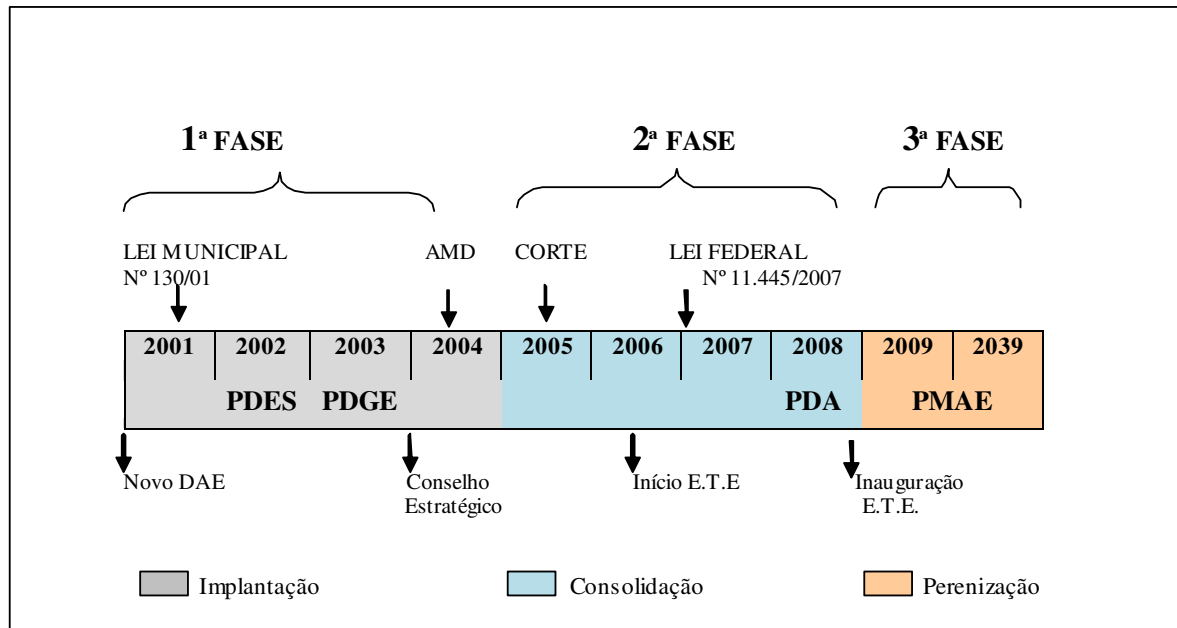 1ª FASE 2ª FASE 3ª FASE
LEI MUNICIPAL AMD CORTE LEI FEDERAL
Nº 130/01 Nº 11.445/2007
2001 2002 2003 2004 2005 2006 2007 2008 2009 2039
PDES PDGE PDA PMAE
Novo DAE Conselho Início E.T.E Inauguração
Estratégico E.T.E.
Implantação Consolidação Perenização